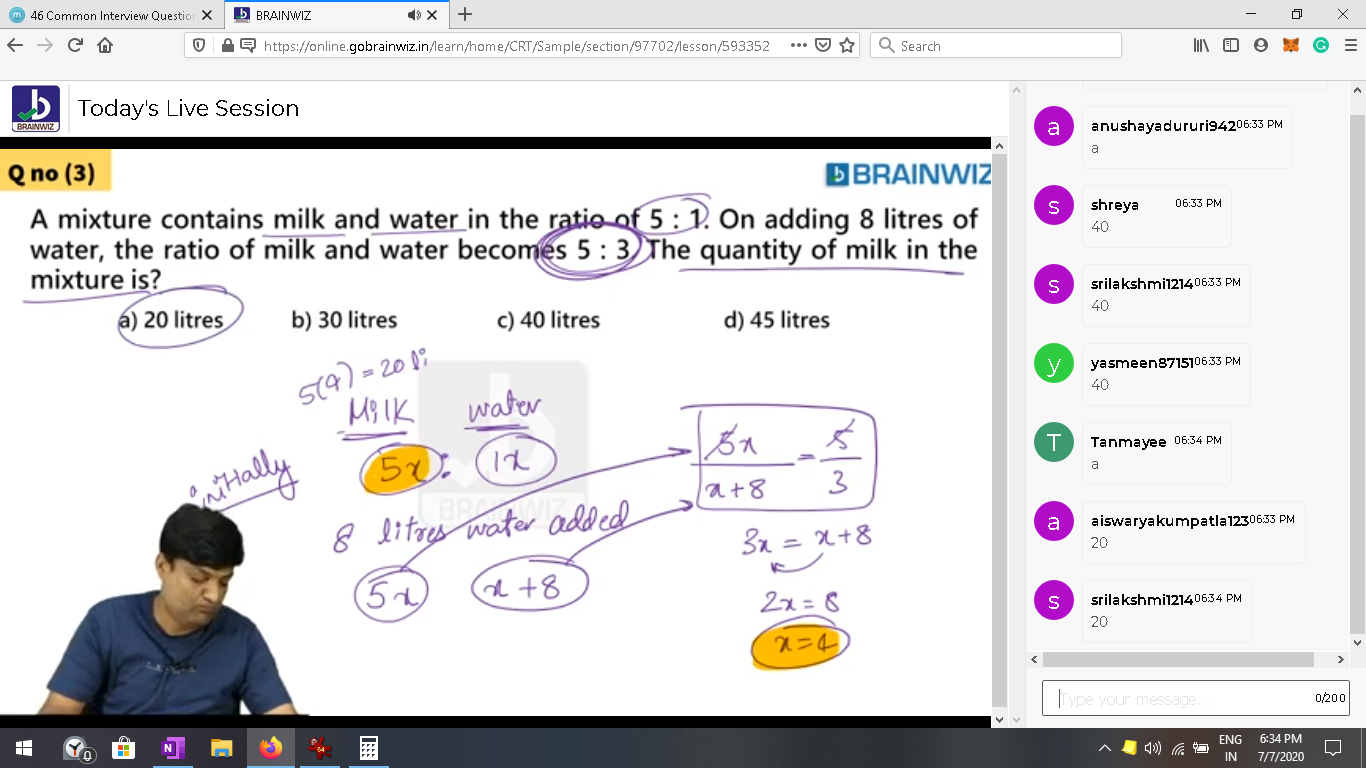 46 Common Interview Question
BRAINWIZ
https://online.gobrainwiz.in/learn/home/CRT/Sample/section/97702/lesson/593352
Search
BRAINWIZ
Today's Live Session
Q no (3)
BRAINWIZ
A mixture contains milk and water in the ratio of 5 : 1. On adding 8 litres of
water, the ratio of milk and water becomes 5 : 3. The quantity of milk in the
mixture is?
a) 20 litres b) 30 litres c) 40 litres d) 45 litres
5(4) = 20 li
Milk water
initially
5x : 1x
8 litres water added
5x x+8
5x/x+8 = 5/3
3x = x+8
2x = 8
x = 4
BRAINWIZ
anushayadururi942 06:33 PM
a
shreya 06:33 PM
40
srilakshmi1214 06:33 PM
40
yasmeen87151 06:33 PM
40
Tanmayee 06:34 PM
a
aiswaryakumpatla123 06:33 PM
20
srilakshmi1214 06:34 PM
20
a
s
s
y
T
a
s
Type your message...
0/200
ENG
IN
6:34 PM
7/7/2020